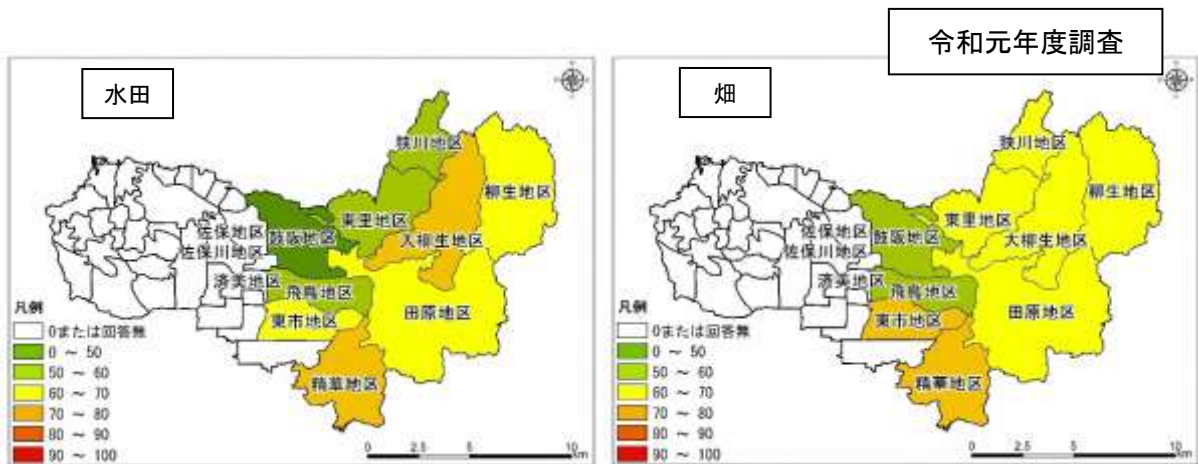 令和元年度調査
水田
狭川地区
柳生地区
東里地区
大柳生地区
佐保地区
鼓阪地区
佐保川地区
済美地区
飛鳥地区
田原地区
東市地区
精華地区
凡例
0または回答無
0 ～ 50
50 ～ 60
60 ～ 70
70 ～ 80
80 ～ 90
90 ～ 100
0 2.5 5 10
km
畑
狭川地区
柳生地区
東里地区
大柳生地区
佐保地区
鼓阪地区
佐保川地区
済美地区
飛鳥地区
田原地区
東市地区
精華地区
凡例
0または回答無
0 ～ 50
50 ～ 60
60 ～ 70
70 ～ 80
80 ～ 90
90 ～ 100
0 2.5 5 10
km